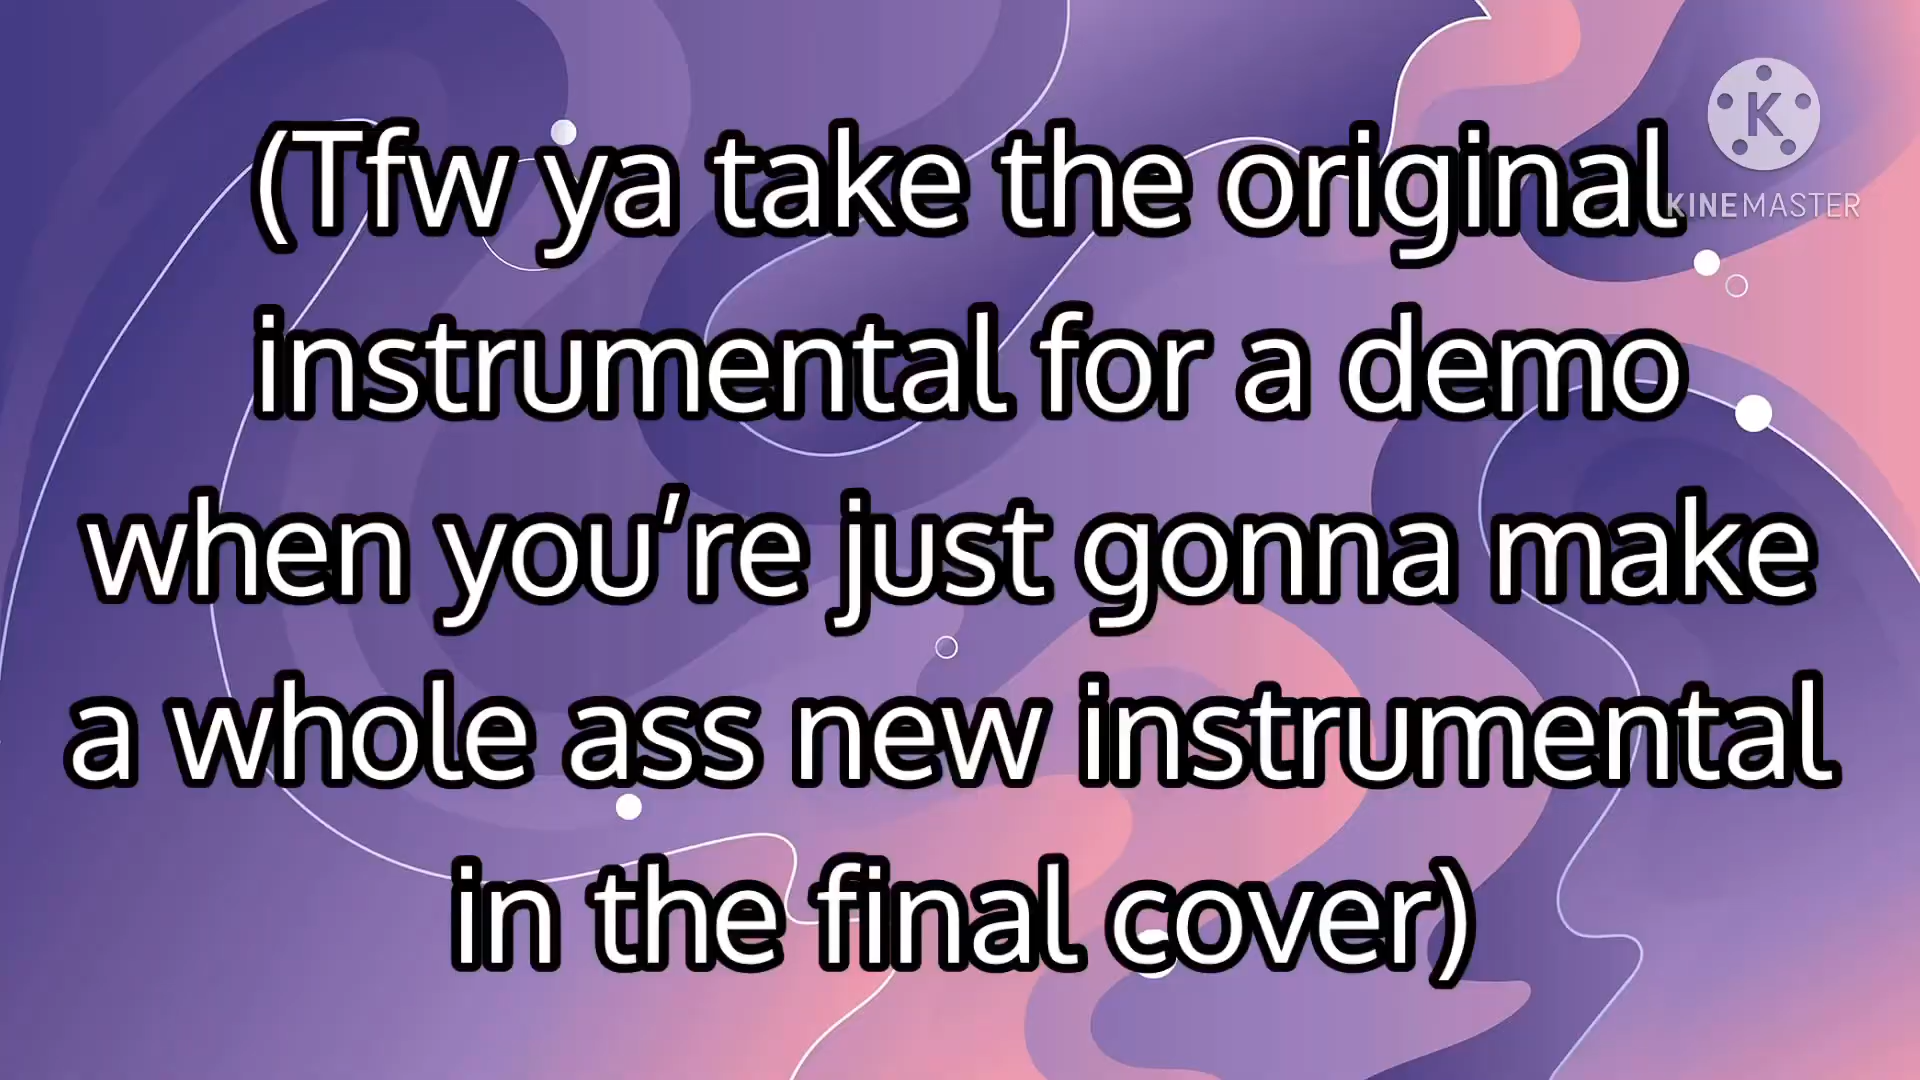 (Tfw ya take the original
instrumental for a demo
when you're just gonna make
a whole ass new instrumental
in the final cover)
K
KINEMASTER